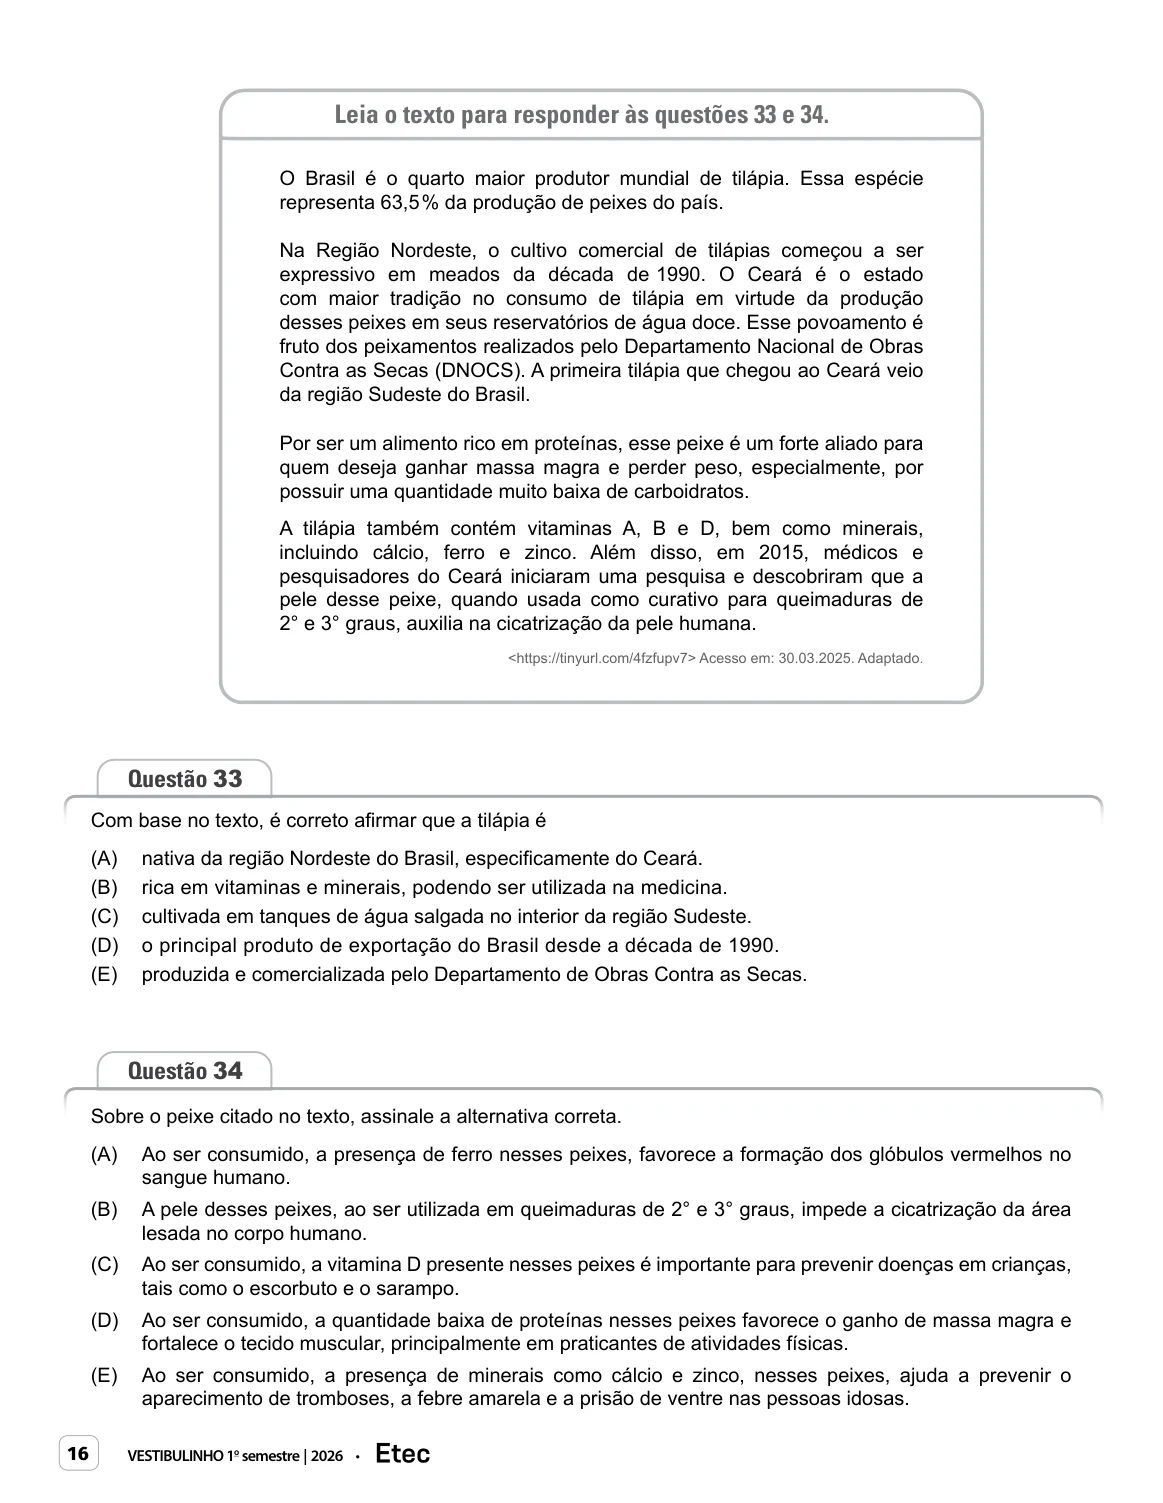 Leia o texto para responder às questões 33 e 34.
O Brasil é o quarto maior produtor mundial de tilápia. Essa espécie
representa 63,5% da produção de peixes do país.
Na Região Nordeste, o cultivo comercial de tilápias começou a ser
expressivo em meados da década de 1990. O Ceará é o estado
com maior tradição no consumo de tilápia em virtude da produção
desses peixes em seus reservatórios de água doce. Esse povoamento é
fruto dos peixamentos realizados pelo Departamento Nacional de Obras
Contra as Secas (DNOCS). A primeira tilápia que chegou ao Ceará veio
da região Sudeste do Brasil.
Por ser um alimento rico em proteínas, esse peixe é um forte aliado para
quem deseja ganhar massa magra e perder peso, especialmente, por
possuir uma quantidade muito baixa de carboidratos.
A tilápia também contém vitaminas A, B e D, bem como minerais,
incluindo cálcio, ferro e zinco. Além disso, em 2015, médicos e
pesquisadores do Ceará iniciaram uma pesquisa e descobriram que a
pele desse peixe, quando usada como curativo para queimaduras de
2° e 3° graus, auxilia na cicatrização da pele humana.
<https://tinyurl.com/4fzfupv7> Acesso em: 30.03.2025. Adaptado.
Questão 33
Com base no texto, é correto afirmar que a tilápia é
(A) nativa da região Nordeste do Brasil, especificamente do Ceará.
(B) rica em vitaminas e minerais, podendo ser utilizada na medicina.
(C) cultivada em tanques de água salgada no interior da região Sudeste.
(D) o principal produto de exportação do Brasil desde a década de 1990.
(E) produzida e comercializada pelo Departamento de Obras Contra as Secas.
Questão 34
Sobre o peixe citado no texto, assinale a alternativa correta.
(A) Ao ser consumido, a presença de ferro nesses peixes, favorece a formação dos glóbulos vermelhos no
sangue humano.
(B) A pele desses peixes, ao ser utilizada em queimaduras de 2° e 3° graus, impede a cicatrização da área
lesada no corpo humano.
(C) Ao ser consumido, a vitamina D presente nesses peixes é importante para prevenir doenças em crianças,
tais como o escorbuto e o sarampo.
(D) Ao ser consumido, a quantidade baixa de proteínas nesses peixes favorece o ganho de massa magra e
fortalece o tecido muscular, principalmente em praticantes de atividades físicas.
(E) Ao ser consumido, a presença de minerais como cálcio e zinco, nesses peixes, ajuda a prevenir o
aparecimento de tromboses, a febre amarela e a prisão de ventre nas pessoas idosas.
16 VESTIBULINHO 1º semestre | 2026 • Etec